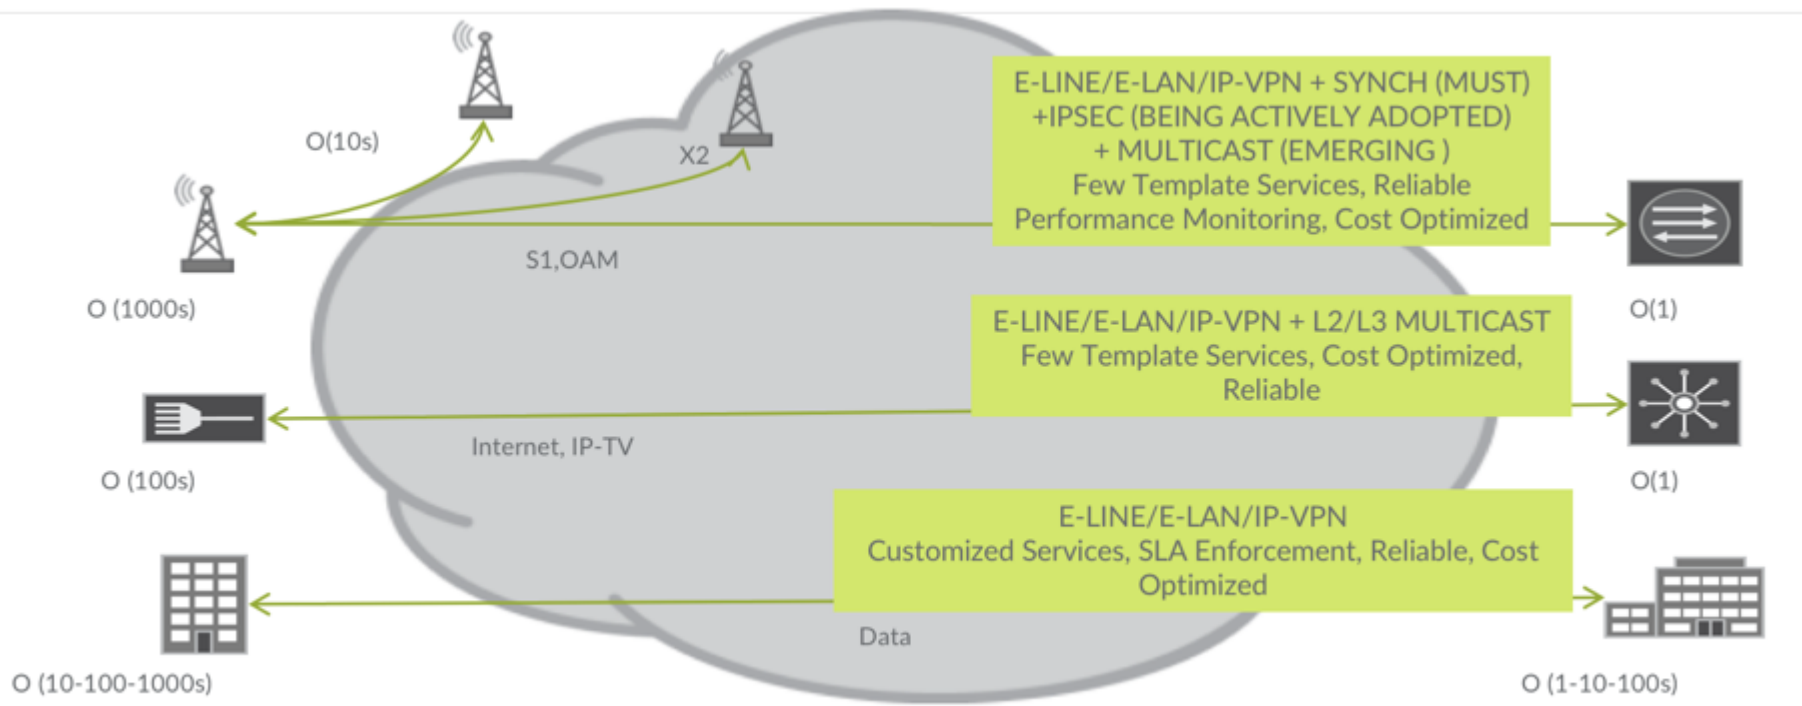 O(10s)
X2
E-LINE/E-LAN/IP-VPN + SYNCH (MUST)
+IPSEC (BEING ACTIVELY ADOPTED)
+ MULTICAST (EMERGING )
Few Template Services, Reliable
Performance Monitoring, Cost Optimized
S1,OAM
O (1000s)
O(1)
E-LINE/E-LAN/IP-VPN + L2/L3 MULTICAST
Few Template Services, Cost Optimized,
Reliable
Internet, IP-TV
O (100s)
O(1)
E-LINE/E-LAN/IP-VPN
Customized Services, SLA Enforcement, Reliable, Cost
Optimized
Data
O (10-100-1000s)
O (1-10-100s)